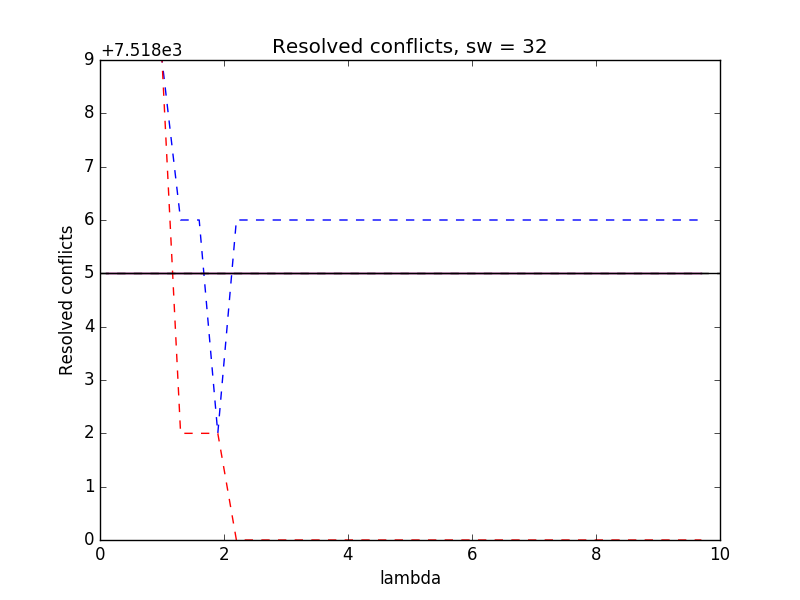 Resolved conflicts, sw = 32
+7.518e3
9
8
7
6
5
4
3
2
1
0
Resolved conflicts
0 2 4 6 8 10
lambda